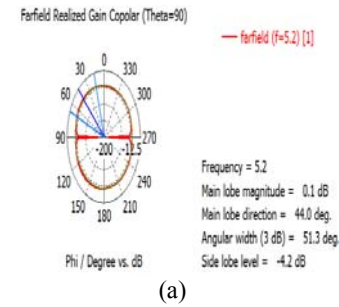 Farfield Realized Gain Copolar (Theta=90)
farfield (f=5.2) [1]
0
30 330
60 300
90 -200 -12.5 270
120 240
150 210
180
Phi / Degree vs. dB
Frequency = 5.2
Main lobe magnitude = 0.1 dB
Main lobe direction = 44.0 deg.
Angular width (3 dB) = 51.3 deg.
Side lobe level = -4.2 dB
(a)